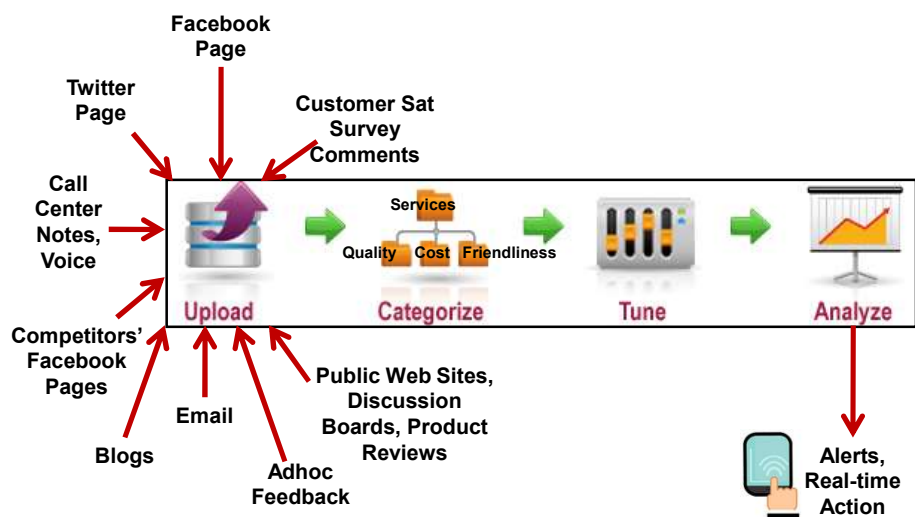 Facebook
Page
Twitter
Page
Customer Sat
Survey
Comments
Call
Center
Notes,
Voice
Services
Quality
Cost
Friendliness
Upload
Categorize
Tune
Analyze
Competitors’
Facebook
Pages
Blogs
Email
Adhoc
Feedback
Public Web Sites,
Discussion
Boards, Product
Reviews
Alerts,
Real-time
Action